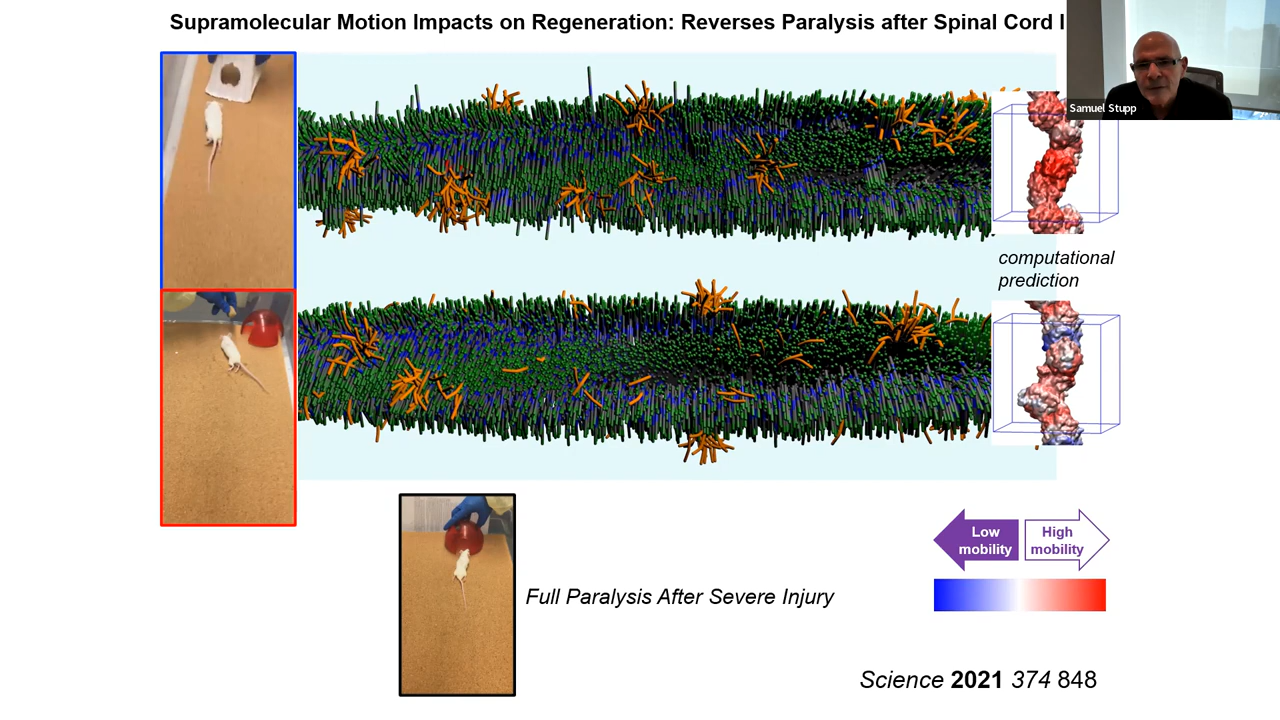 Supramolecular Motion Impacts on Regeneration: Reverses Paralysis after Spinal Cord
Samuel Stupp
computational
prediction
Low
mobility
High
mobility
Full Paralysis After Severe Injury
Science 2021 374 848